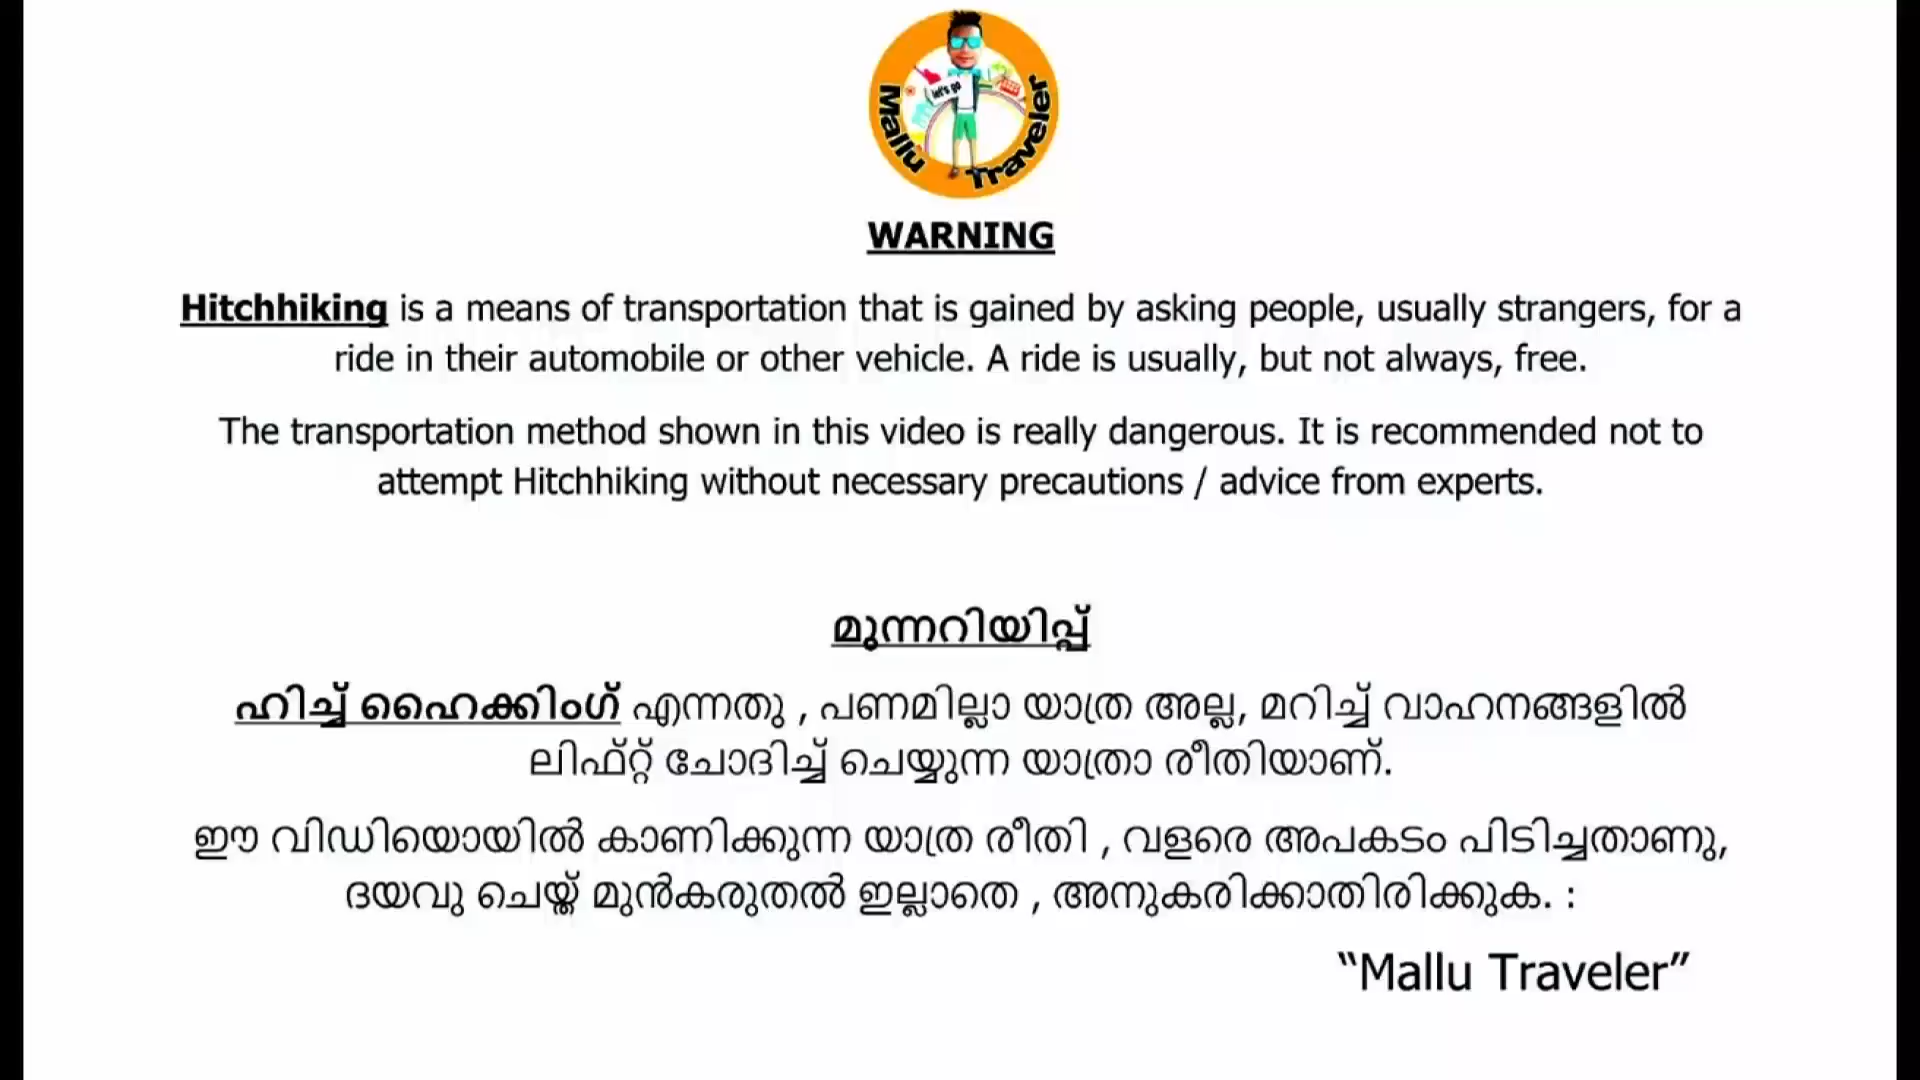 Mallu Traveler
let's go
WARNING
Hitchhiking is a means of transportation that is gained by asking people, usually strangers, for a
ride in their automobile or other vehicle. A ride is usually, but not always, free.
The transportation method shown in this video is really dangerous. It is recommended not to
attempt Hitchhiking without necessary precautions / advice from experts.
മുന്നറിയിപ്പ്
ഹിച്ച് ഹൈക്കിംഗ് എന്നതു , പണമില്ലാ യാത്ര അല്ല, മറിച്ച് വാഹനങ്ങളിൽ
ലിഫ്റ്റ് ചോദിച്ച് ചെയ്യുന്ന യാത്രാ രീതിയാണ്.
ഈ വിഡിയൊയിൽ കാണിക്കുന്ന യാത്ര രീതി , വളരെ അപകടം പിടിച്ചതാണു,
ദയവു ചെയ്ത് മുൻകരുതൽ ഇല്ലാതെ , അനുകരിക്കാതിരിക്കുക. :
“Mallu Traveler”